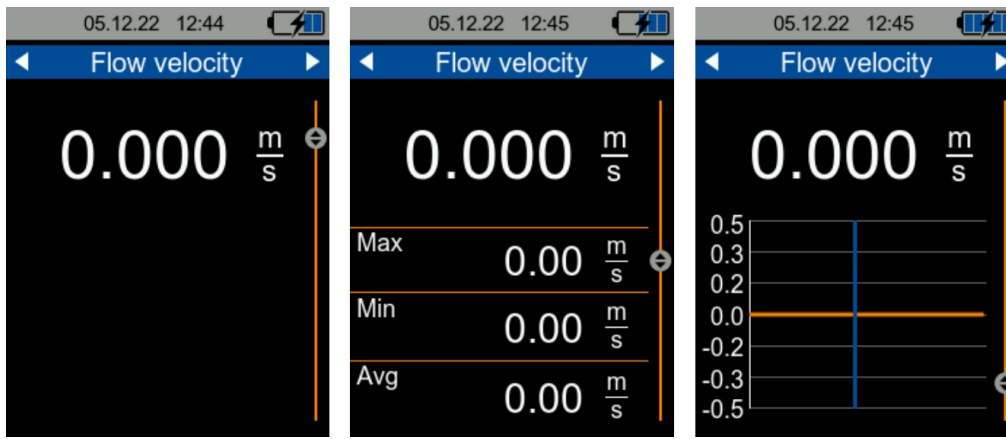 05.12.22 12:44
Flow velocity
0.000 m/s
05.12.22 12:45
Flow velocity
0.000 m/s
Max 0.00 m/s
Min 0.00 m/s
Avg 0.00 m/s
05.12.22 12:45
Flow velocity
0.000 m/s
0.5
0.3
0.2
0.0
-0.2
-0.3
-0.5